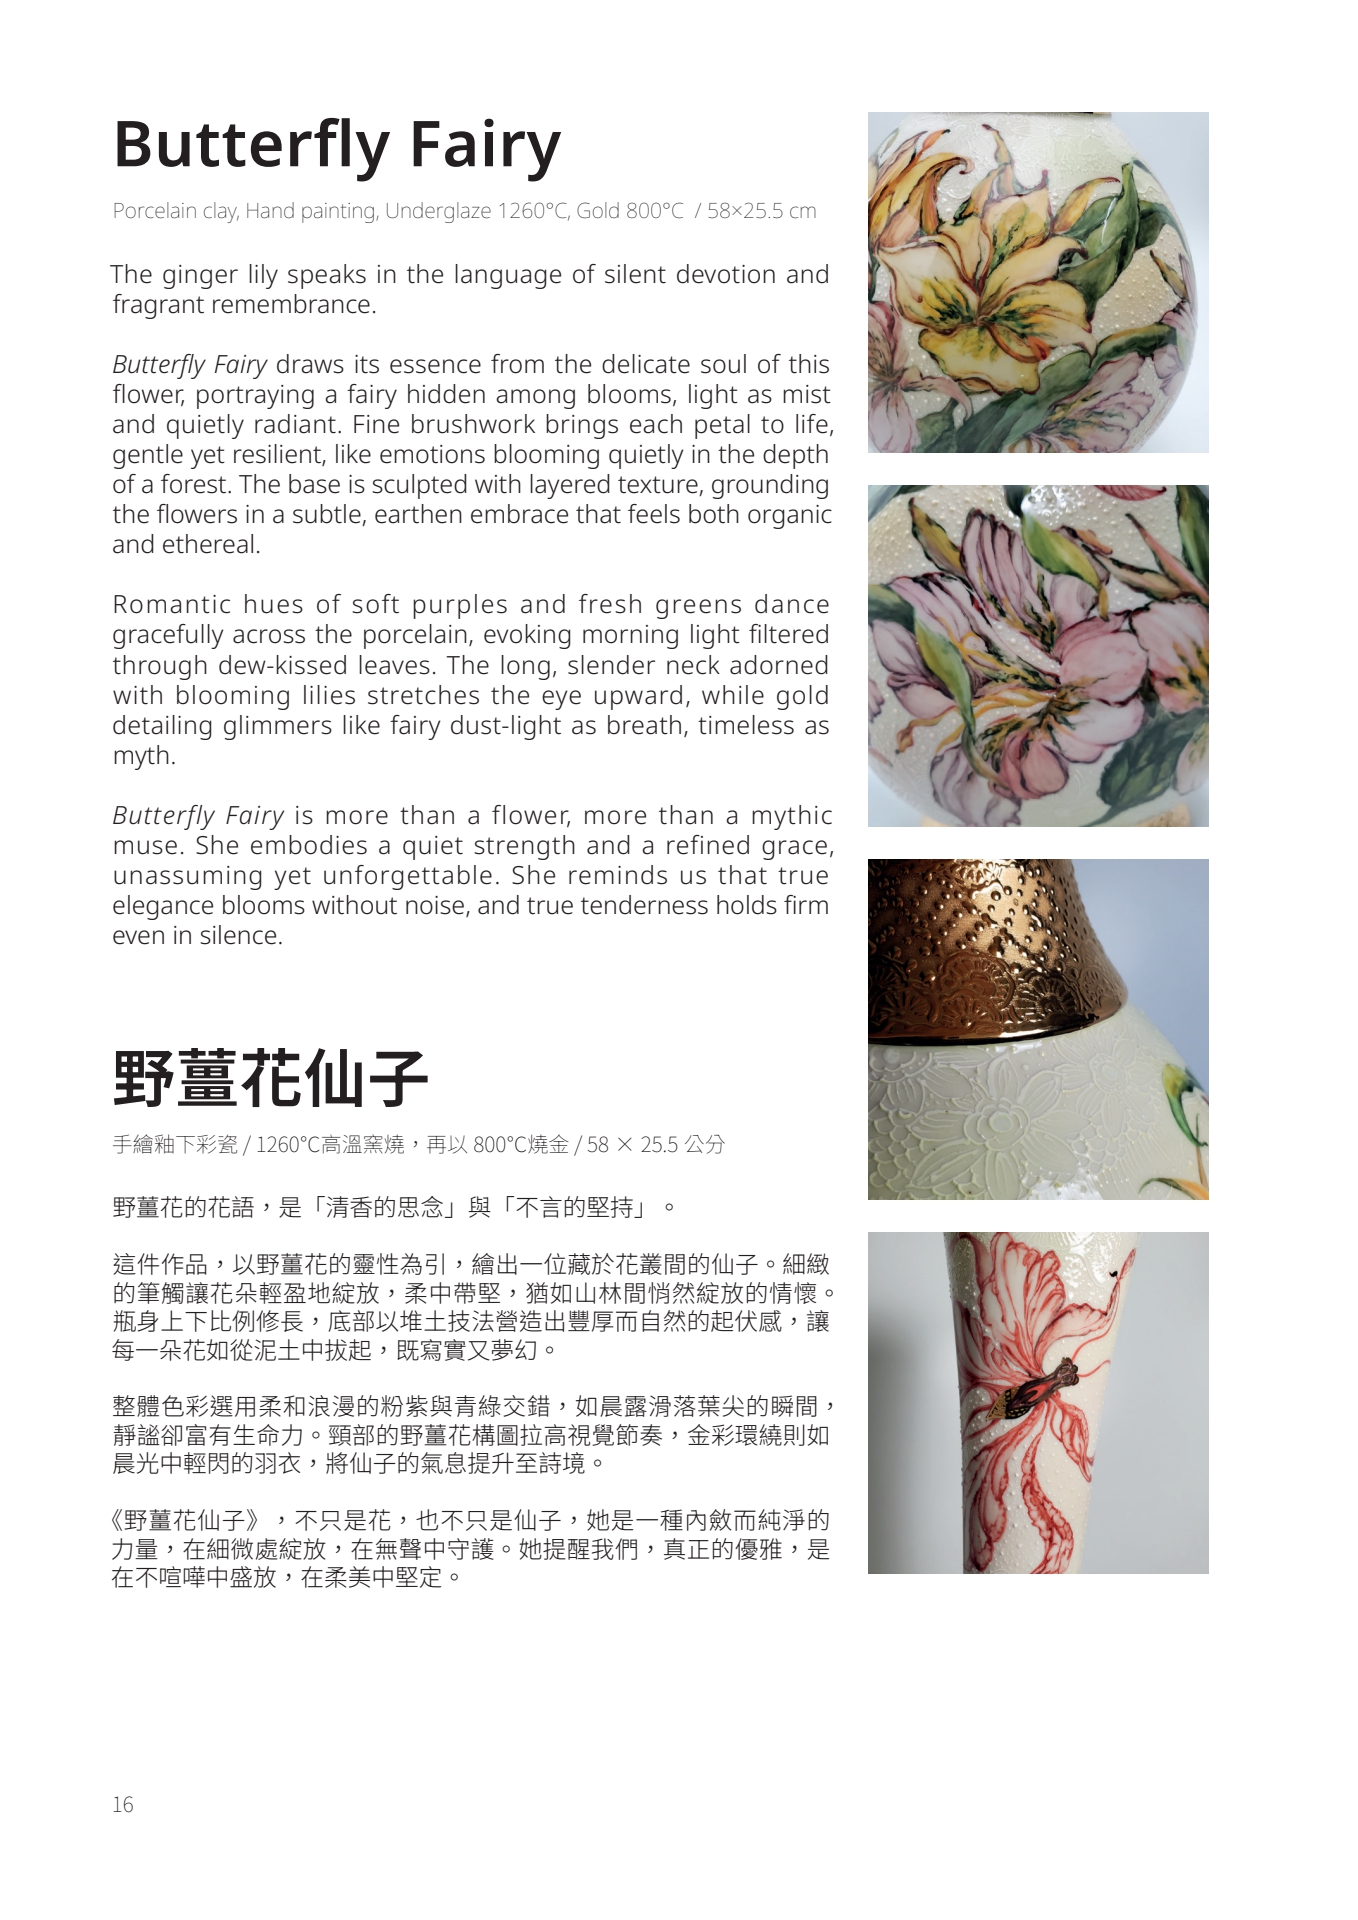 Butterfly Fairy
Porcelain clay, Hand painting, Underglaze 1260°C, Gold 800°C / 58×25.5 cm
The ginger lily speaks in the language of silent devotion and
fragrant remembrance.
Butterfly Fairy draws its essence from the delicate soul of this
flower, portraying a fairy hidden among blooms, light as mist
and quietly radiant. Fine brushwork brings each petal to life,
gentle yet resilient, like emotions blooming quietly in the depth
of a forest. The base is sculpted with layered texture, grounding
the flowers in a subtle, earthen embrace that feels both organic
and ethereal.
Romantic hues of soft purples and fresh greens dance
gracefully across the porcelain, evoking morning light filtered
through dew-kissed leaves. The long, slender neck adorned
with blooming lilies stretches the eye upward, while gold
detailing glimmers like fairy dust-light as breath, timeless as
myth.
Butterfly Fairy is more than a flower, more than a mythic
muse. She embodies a quiet strength and a refined grace,
unassuming yet unforgettable. She reminds us that true
elegance blooms without noise, and true tenderness holds firm
even in silence.
野薑花仙子
手繪釉下彩瓷 / 1260°C高溫窯燒，再以 800°C燒金 / 58 × 25.5 公分
野薑花的花語，是「清香的思念」與「不言的堅持」。
這件作品，以野薑花的靈性為引，繪出一位藏於花叢間的仙子。細緻
的筆觸讓花朵輕盈地綻放，柔中帶堅，猶如山林間悄然綻放的情懷。
瓶身上下比例修長，底部以堆土技法營造出豐厚而自然的起伏感，讓
每一朵花如從泥土中拔起，既寫實又夢幻。
整體色彩選用柔和浪漫的粉紫與青綠交錯，如晨露滑落葉尖的瞬間，
靜謐卻富有生命力。頸部的野薑花構圖拉高視覺節奏，金彩環繞則如
晨光中輕閃的羽衣，將仙子的氣息提升至詩境。
《野薑花仙子》，不只是花，也不只是仙子，她是一種內斂而純淨的
力量，在細微處綻放，在無聲中守護。她提醒我們，真正的優雅，是
在不喧嘩中盛放，在柔美中堅定。
16